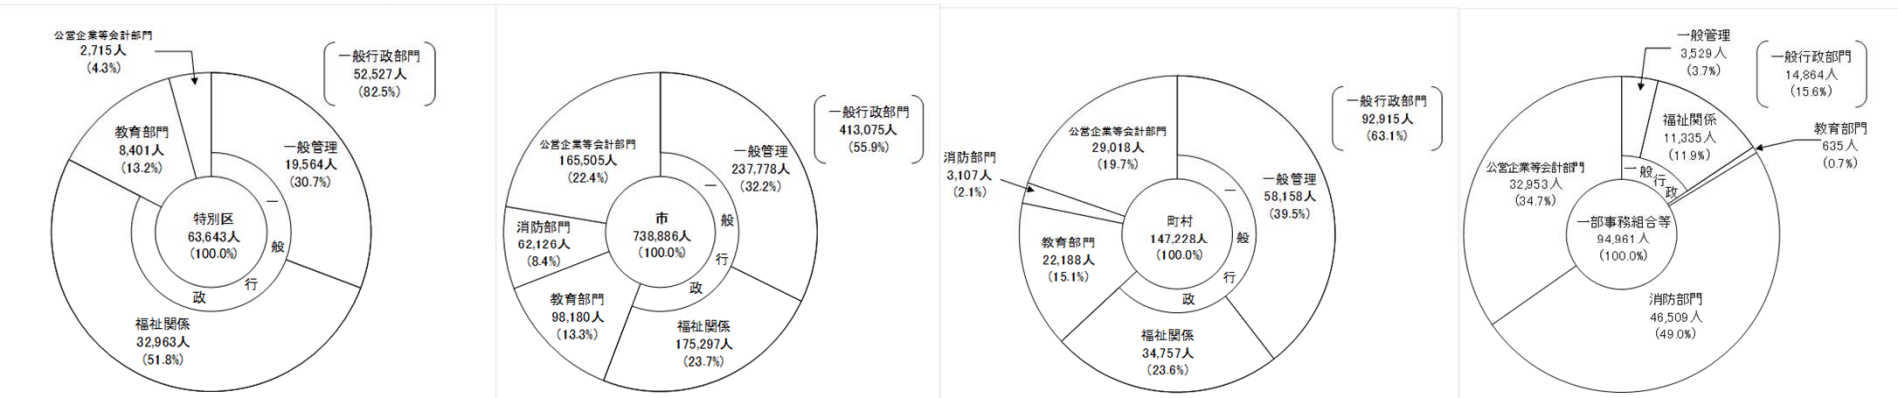 公営企業等会計部門
2,715人
(4.3%)
一般行政部門
52,527人
(82.5%)
教育部門
8,401人
(13.2%)
一般管理
19,564人
(30.7%)
特別区
63,643人
(100.0%)
一般行政
福祉関係
32,963人
(51.8%)
一般行政部門
413,075人
(55.9%)
公営企業等会計部門
165,505人
(22.4%)
一般管理
237,778人
(32.2%)
消防部門
62,126人
(8.4%)
市
738,886人
(100.0%)
一般行政
教育部門
98,180人
(13.3%)
福祉関係
175,297人
(23.7%)
一般行政部門
92,915人
(63.1%)
公営企業等会計部門
29,018人
(19.7%)
消防部門
3,107人
(2.1%)
一般管理
58,158人
(39.5%)
町村
147,228人
(100.0%)
一般行政
教育部門
22,188人
(15.1%)
福祉関係
34,757人
(23.6%)
一般管理
3,529人
(3.7%)
一般行政部門
14,864人
(15.6%)
福祉関係
11,335人
(11.9%)
教育部門
635人
(0.7%)
公営企業等会計部門
32,953人
(34.7%)
一般行政
一部事務組合等
94,961人
(100.0%)
消防部門
46,509人
(49.0%)